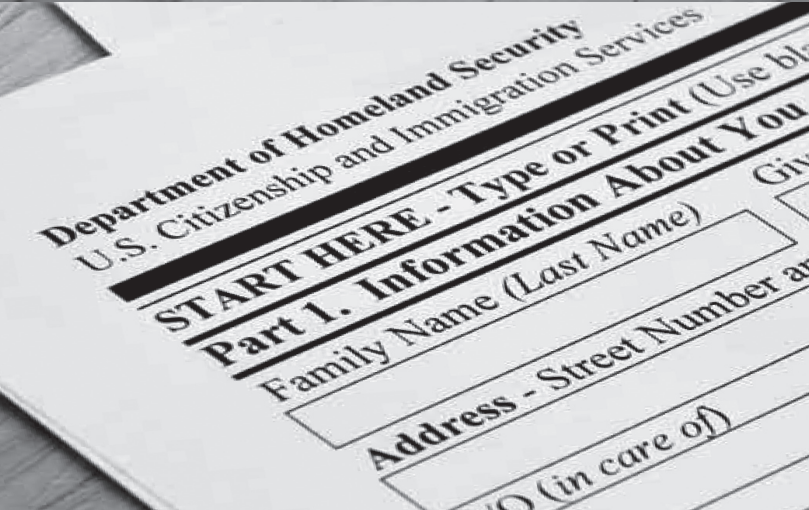 Department of Homeland Security
U.S. Citizenship and Immigration Services
START HERE - Type or Print (Use
Part 1. Information About You
Family Name (Last Name)
Address - Street Number
(in care of)